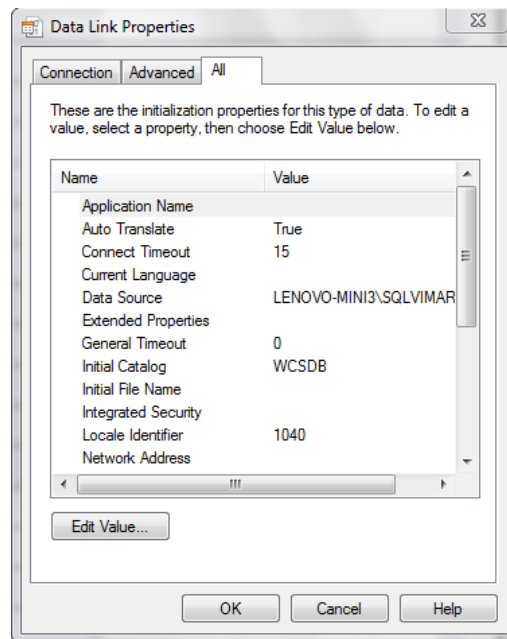 Data Link Properties
Connection Advanced All
These are the initialization properties for this type of data. To edit a
value, select a property, then choose Edit Value below.
Name Value
Application Name
Auto Translate True
Connect Timeout 15
Current Language
Data Source LENOVO-MINI3\SQLVIMAR
Extended Properties
General Timeout 0
Initial Catalog WCSDB
Initial File Name
Integrated Security
Locale Identifier 1040
Network Address
Edit Value...
OK Cancel Help